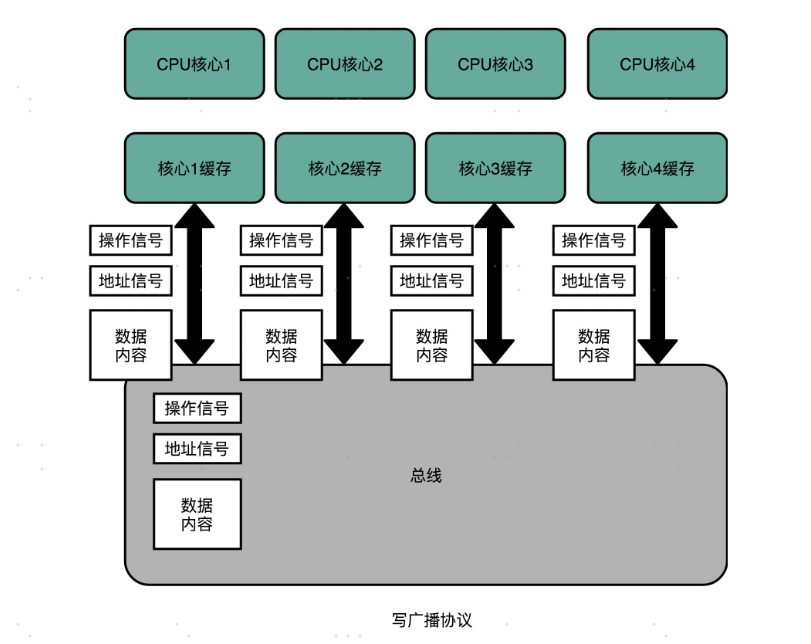 CPU核心1
CPU核心2
CPU核心3
CPU核心4
核心1缓存
核心2缓存
核心3缓存
核心4缓存
操作信号
操作信号
操作信号
操作信号
地址信号
地址信号
地址信号
地址信号
数据
内容
数据
内容
数据
内容
数据
内容
操作信号
地址信号
数据
内容
总线
写广播协议